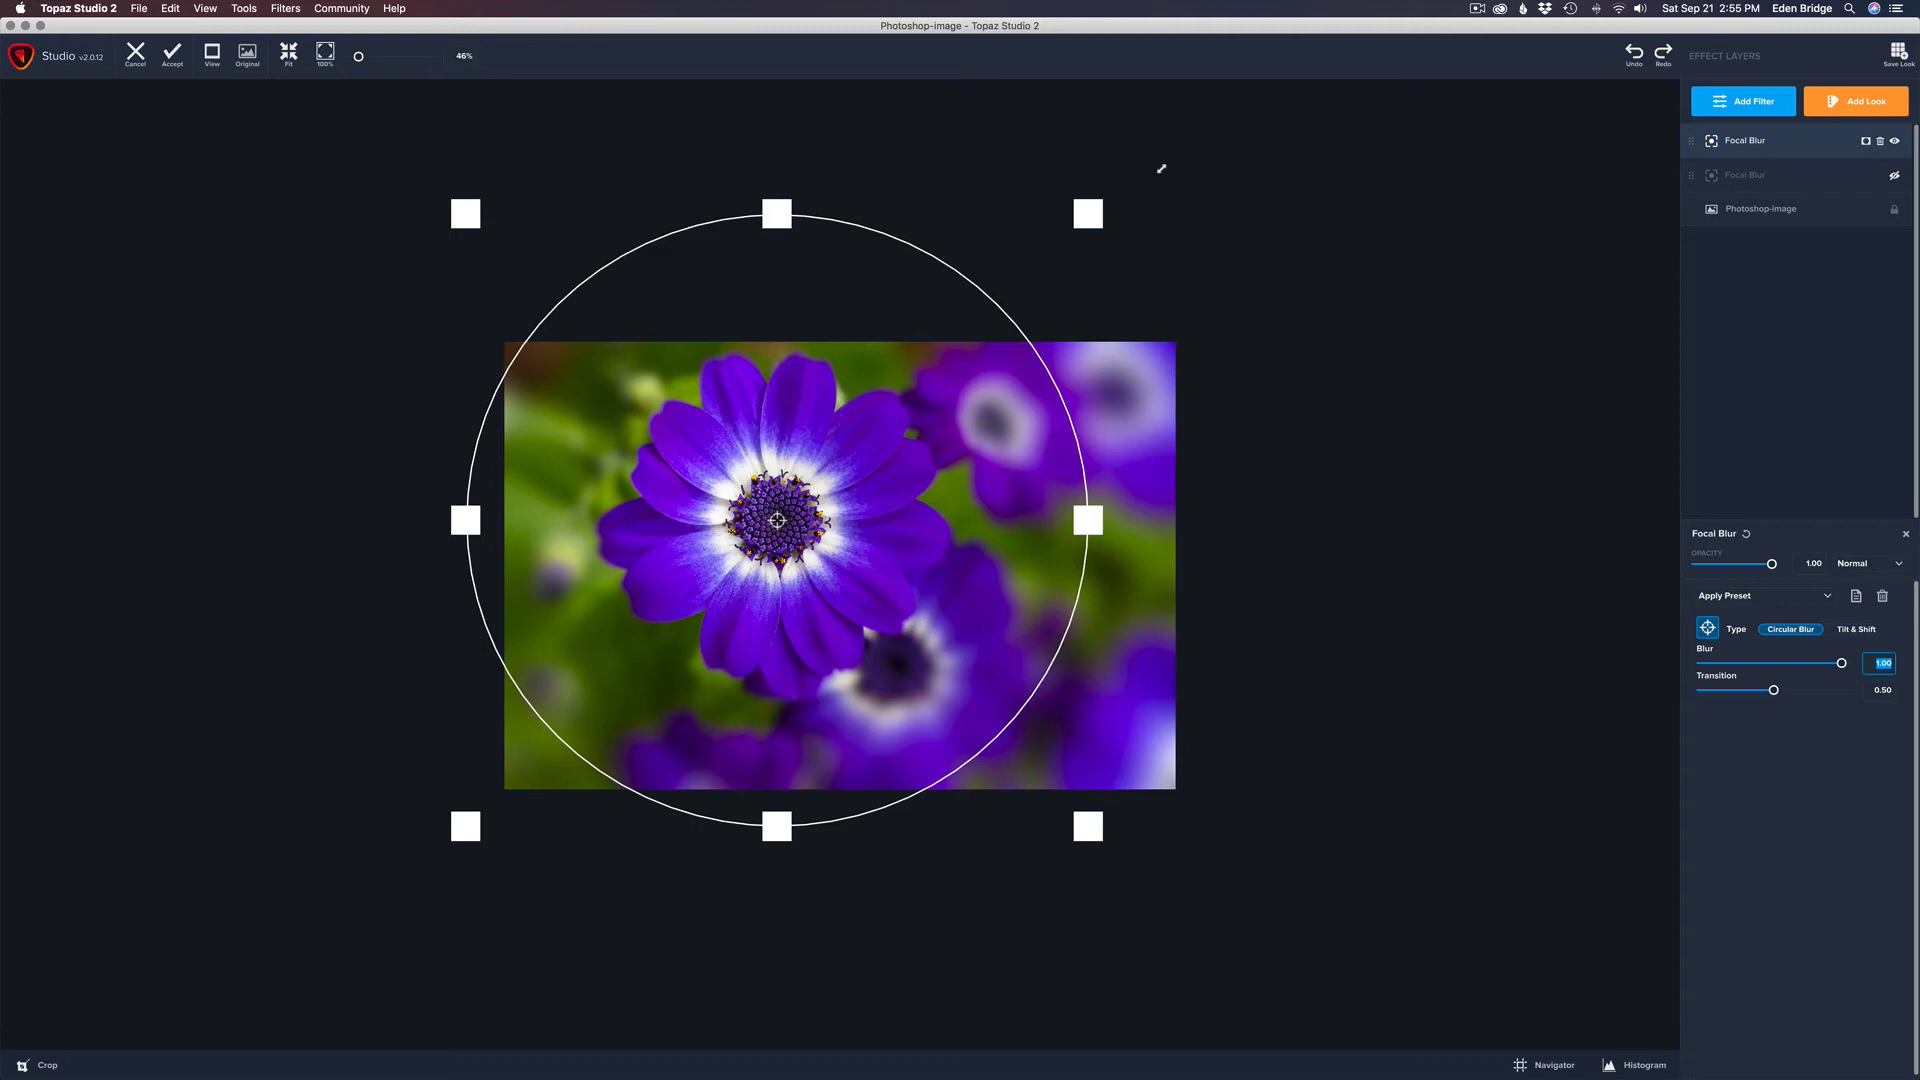 Topaz Studio 2 File Edit View Tools Filters Community Help Sat Sep 21 2:55 PM Eden Bridge
Photoshop-image - Topaz Studio 2
Studio v2.0.12 Cancel Accept View Original Fit 100% 46% Undo Redo EFFECT LAYERS Save Look
Add Filter Add Look
Focal Blur
Focal Blur
Photoshop-image
Focal Blur
OPACITY
1.00 Normal
Apply Preset
Type Circular Blur Tilt & Shift
Blur
1.00
Transition
0.50
Crop Navigator Histogram